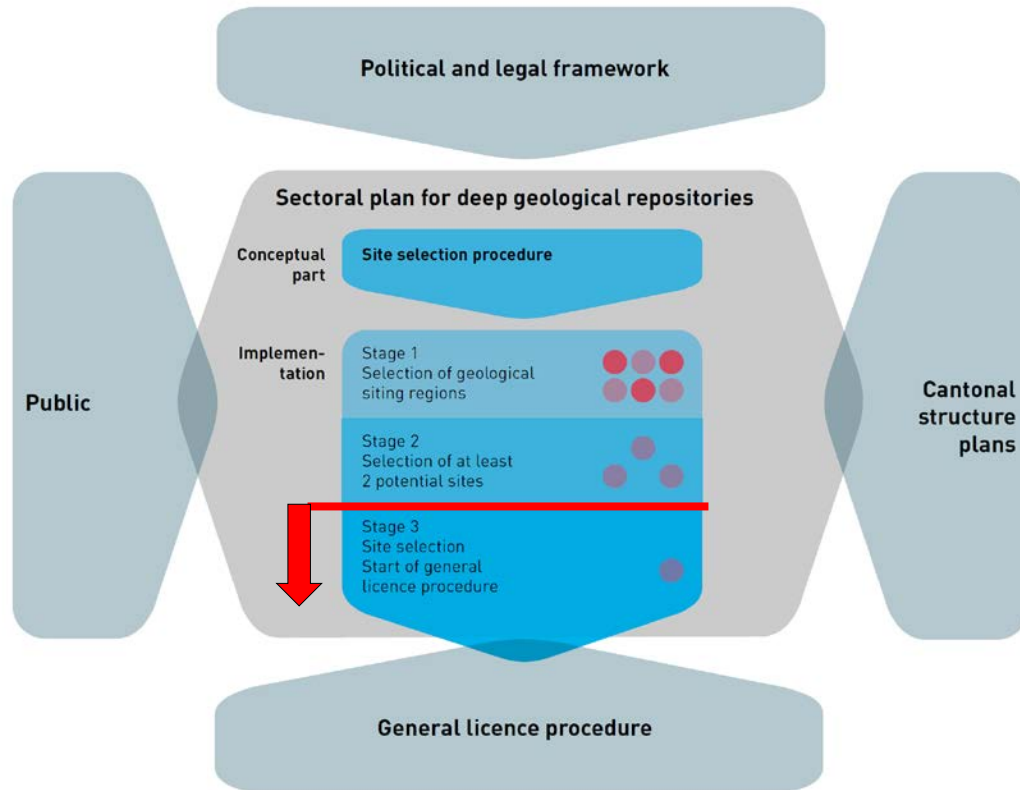 Political and legal framework
Sectoral plan for deep geological repositories
Conceptual
part
Site selection procedure
Implemen-
tation
Stage 1
Selection of geological
siting regions
Stage 2
Selection of at least
2 potential sites
Stage 3
Site selection
Start of general
licence procedure
Public
Cantonal
structure
plans
General licence procedure